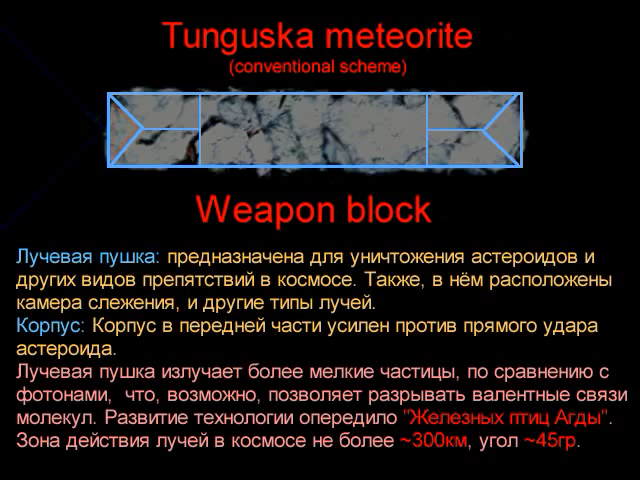 Tunguska meteorite
(conventional scheme)
Weapon block
Лучевая пушка: предназначена для уничтожения астероидов и
других видов препятствий в космосе. Также, в нём расположены
камера слежения, и другие типы лучей.
Корпус: Корпус в передней части усилен против прямого удара
астероида.
Лучевая пушка излучает более мелкие частицы, по сравнению с
фотонами,  что, возможно, позволяет разрывать валентные связи
молекул. Развитие технологии опередило "Железных птиц Агды".
Зона действия лучей в космосе не более ~300км, угол ~45гр.